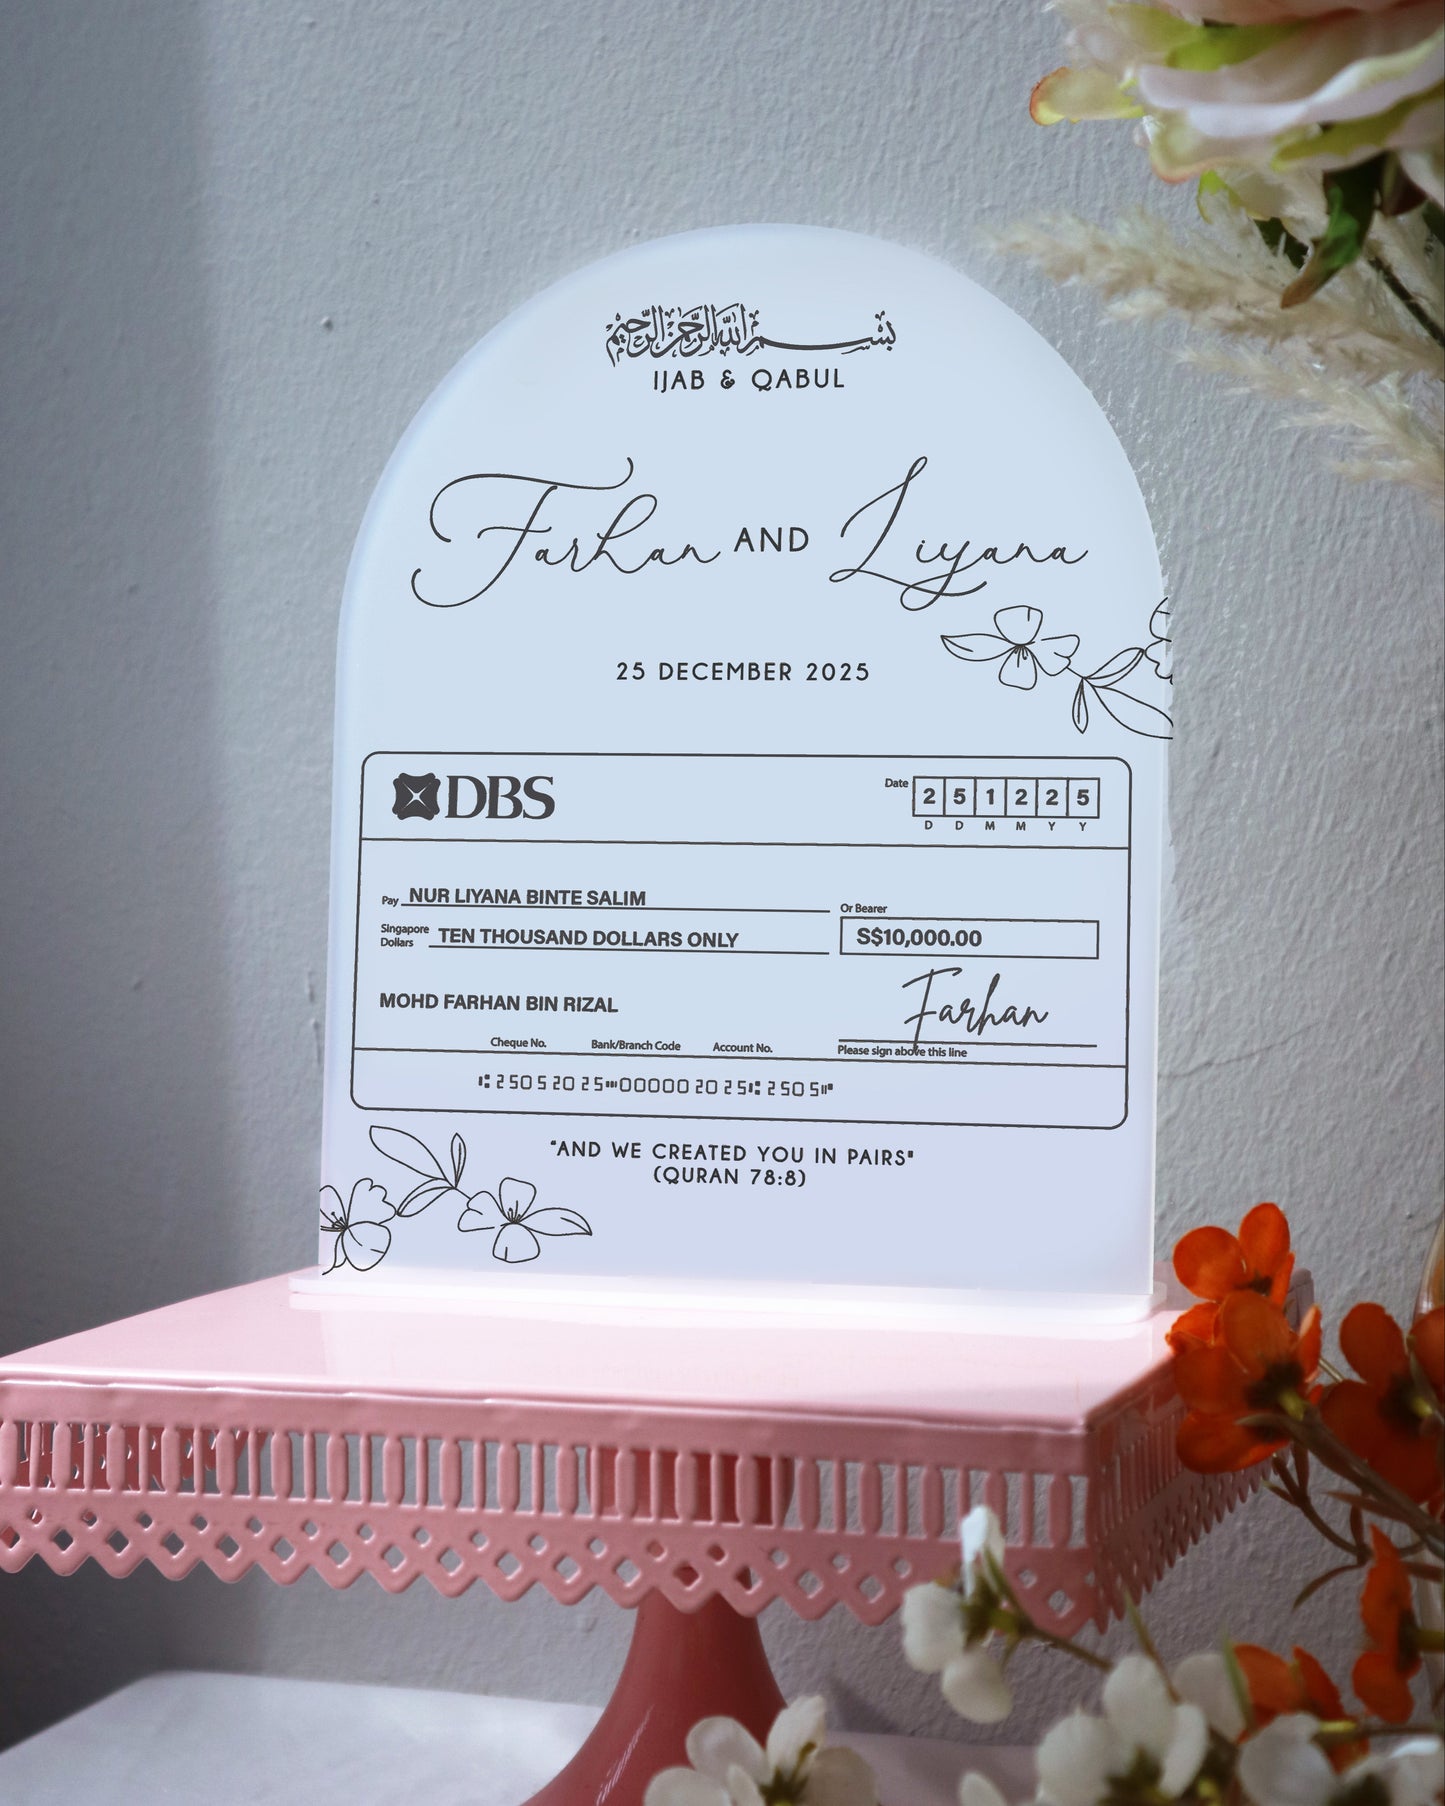 بسم الله الرحمن الرحيم
IJAB & QABUL
Farhan AND Liyana
25 DECEMBER 2025
DBS
Date 2 5 1 2 2 5
D D M M Y Y
Pay NUR LIYANA BINTE SALIM
Or Bearer
Singapore Dollars TEN THOUSAND DOLLARS ONLY
S$10,000.00
MOHD FARHAN BIN RIZAL
Farhan
Cheque No. Bank/Branch Code Account No.
Please sign above this line
⑆25052025⑈000002025⑆2505⑈
"AND WE CREATED YOU IN PAIRS"
(QURAN 78:8)